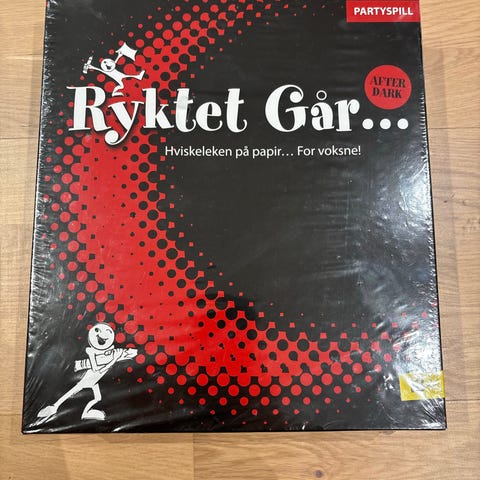 PARTYSPILL
AFTER
DARK
Ryktet Går...
Hviskeleken på papir... For voksne!